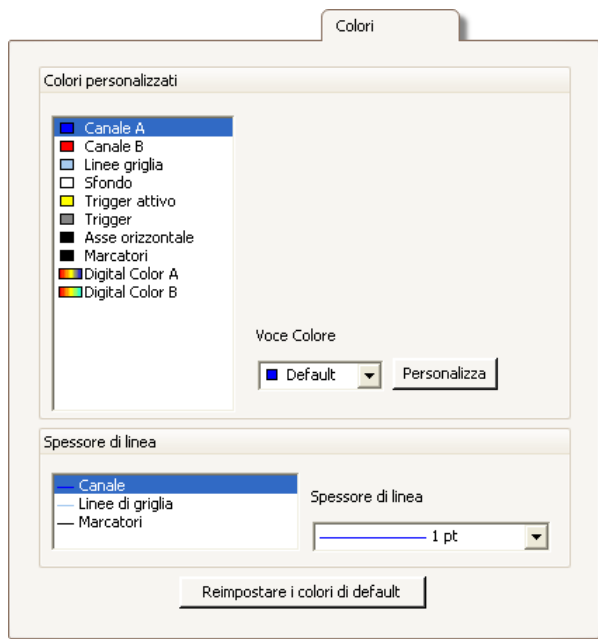 Colori
Colori personalizzati
Canale A
Canale B
Linee griglia
Sfondo
Trigger attivo
Trigger
Asse orizzontale
Marcatori
Digital Color A
Digital Color B
Voce Colore
Default
Personalizza
Spessore di linea
Canale
Linee di griglia
Marcatori
Spessore di linea
1 pt
Reimpostare i colori di default